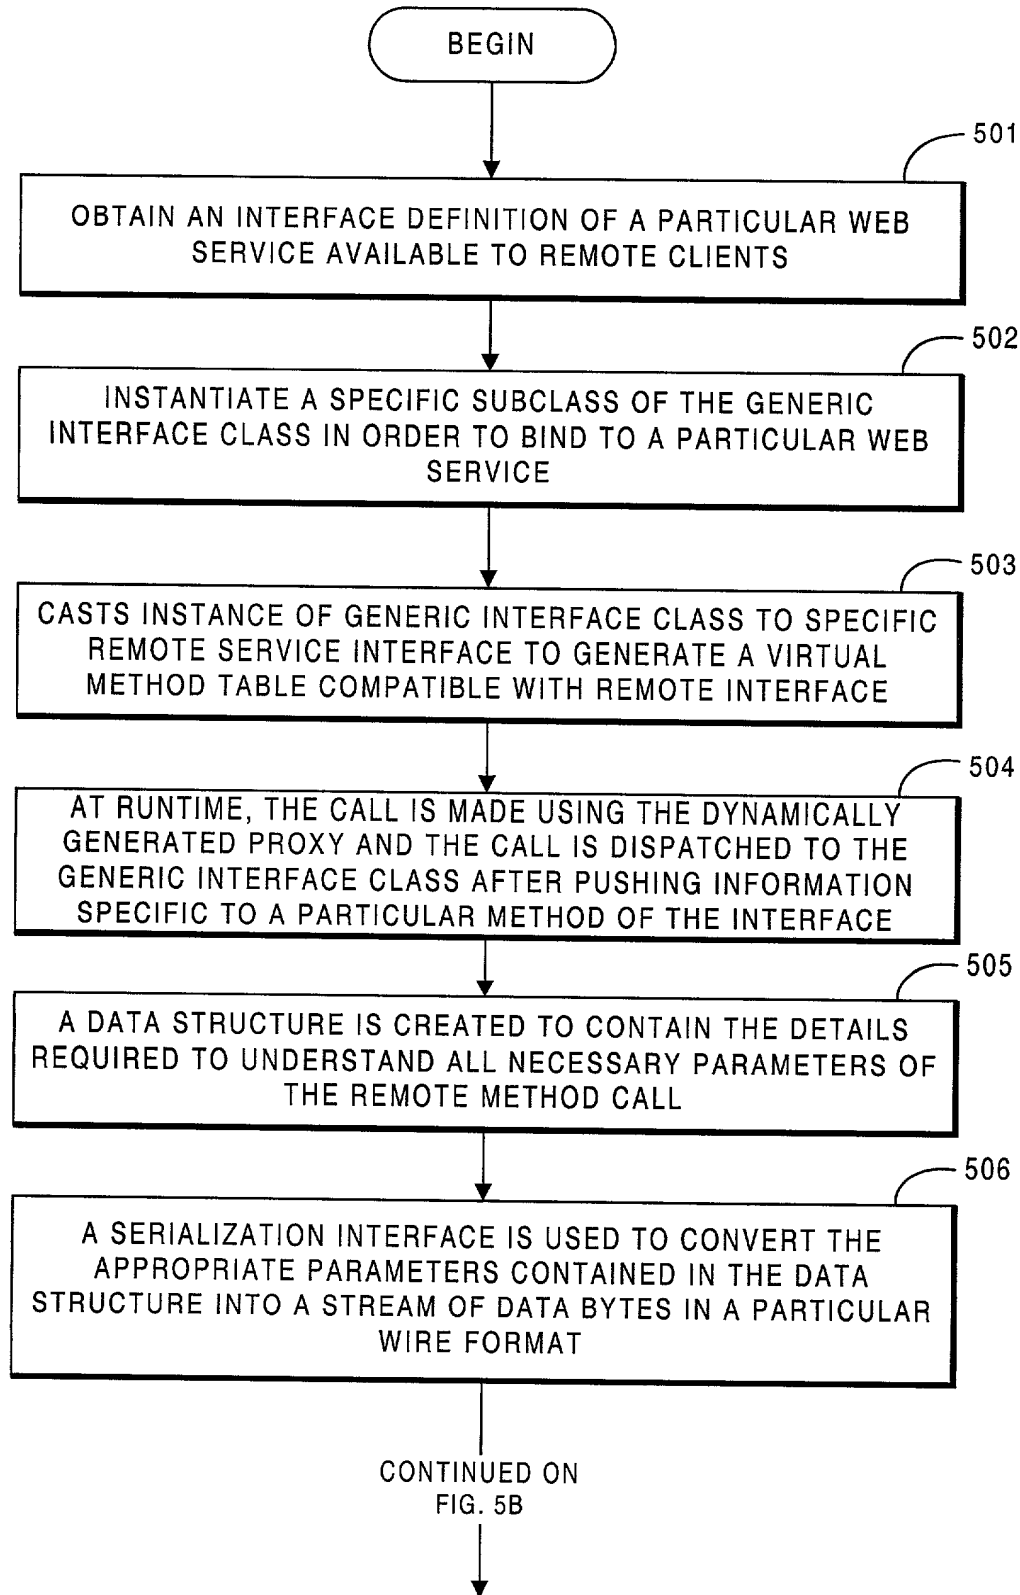 BEGIN
501
OBTAIN AN INTERFACE DEFINITION OF A PARTICULAR WEB
SERVICE AVAILABLE TO REMOTE CLIENTS
502
INSTANTIATE A SPECIFIC SUBCLASS OF THE GENERIC
INTERFACE CLASS IN ORDER TO BIND TO A PARTICULAR WEB
SERVICE
503
CASTS INSTANCE OF GENERIC INTERFACE CLASS TO SPECIFIC
REMOTE SERVICE INTERFACE TO GENERATE A VIRTUAL
METHOD TABLE COMPATIBLE WITH REMOTE INTERFACE
504
AT RUNTIME, THE CALL IS MADE USING THE DYNAMICALLY
GENERATED PROXY AND THE CALL IS DISPATCHED TO THE
GENERIC INTERFACE CLASS AFTER PUSHING INFORMATION
SPECIFIC TO A PARTICULAR METHOD OF THE INTERFACE
505
A DATA STRUCTURE IS CREATED TO CONTAIN THE DETAILS
REQUIRED TO UNDERSTAND ALL NECESSARY PARAMETERS OF
THE REMOTE METHOD CALL
506
A SERIALIZATION INTERFACE IS USED TO CONVERT THE
APPROPRIATE PARAMETERS CONTAINED IN THE DATA
STRUCTURE INTO A STREAM OF DATA BYTES IN A PARTICULAR
WIRE FORMAT
CONTINUED ON
FIG. 5B